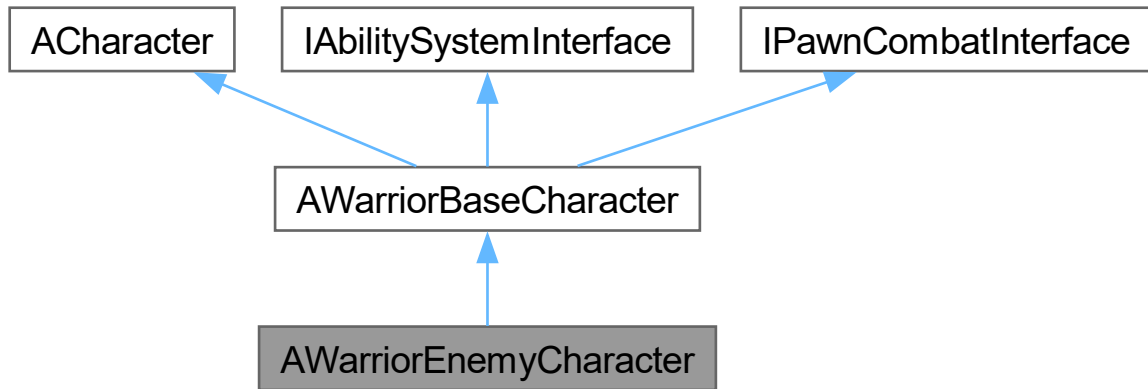 ACharacter
IAbilitySystemInterface
IPawnCombatInterface
AWarriorBaseCharacter
AWarriorEnemyCharacter